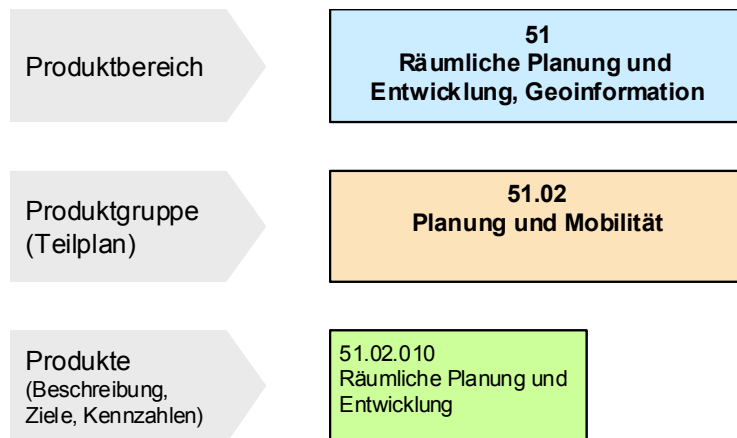 Produktbereich
51
Räumliche Planung und
Entwicklung, Geoinformation
Produktgruppe
(Teilplan)
51.02
Planung und Mobilität
Produkte
(Beschreibung,
Ziele, Kennzahlen)
51.02.010
Räumliche Planung und
Entwicklung